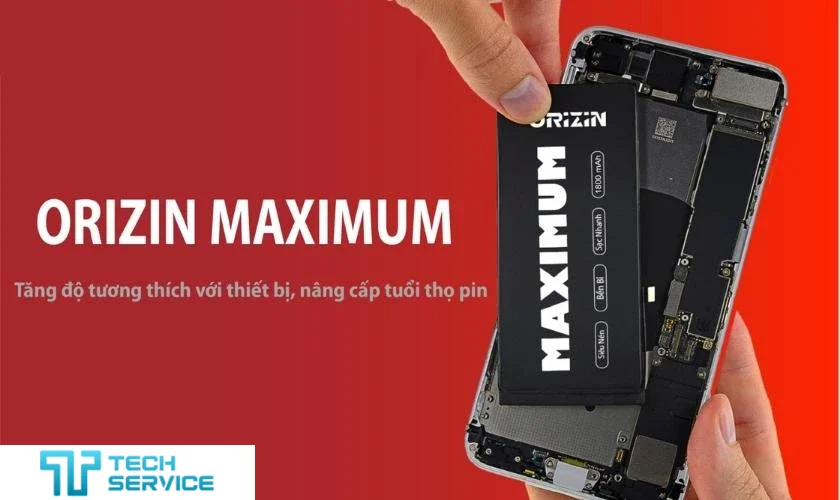 ORIZIN MAXIMUM
Tăng độ tương thích với thiết bị, nâng cấp tuổi thọ pin
ORIZIN
MAXIMUM
1800 mAh
Sạc Nhanh
Bền Bỉ
Siêu Nén
TECH
SERVICE